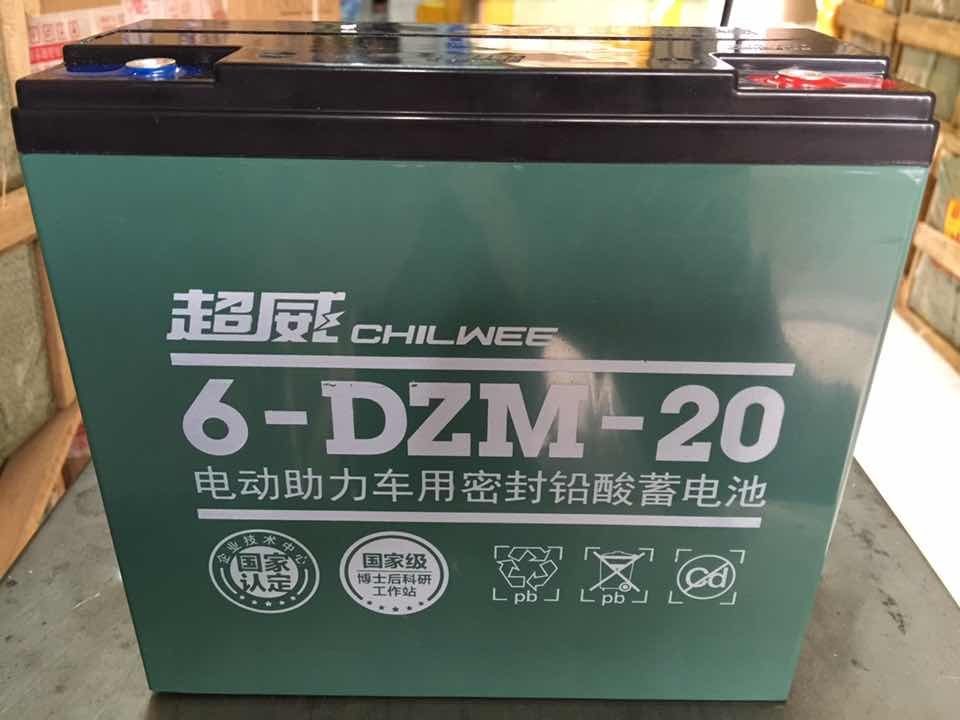 超威 CHILWEE
6-DZM-20
电动助力车用密封铅酸蓄电池
企业技术中心
国家
认定
国家级
博士后科研
工作站
pb
pb
Cd